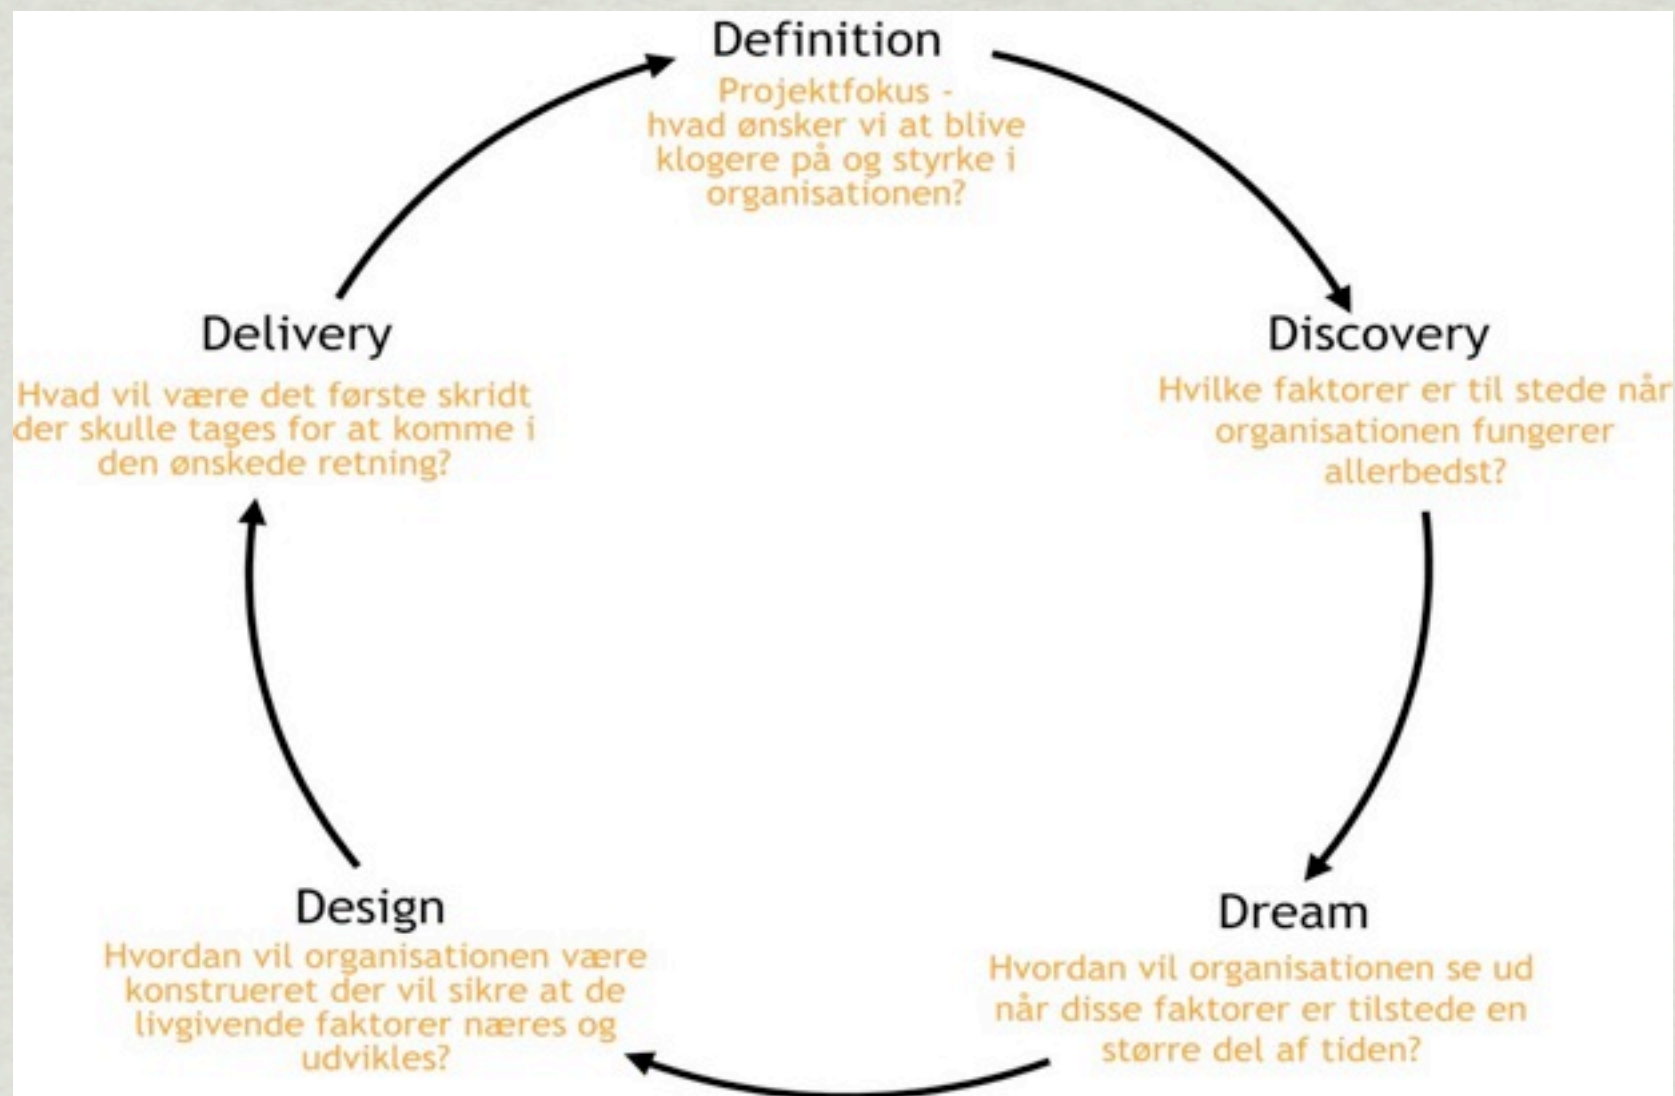 Definition
Projektfokus -
hvad ønsker vi at blive
klogere på og styrke i
organisationen?
Discovery
Hvilke faktorer er til stede når
organisationen fungerer
allerbedst?
Dream
Hvordan vil organisationen se ud
når disse faktorer er tilstede en
større del af tiden?
Design
Hvordan vil organisationen være
konstrueret der vil sikre at de
livgivende faktorer næres og
udvikles?
Delivery
Hvad vil være det første skridt
der skulle tages for at komme i
den ønskede retning?